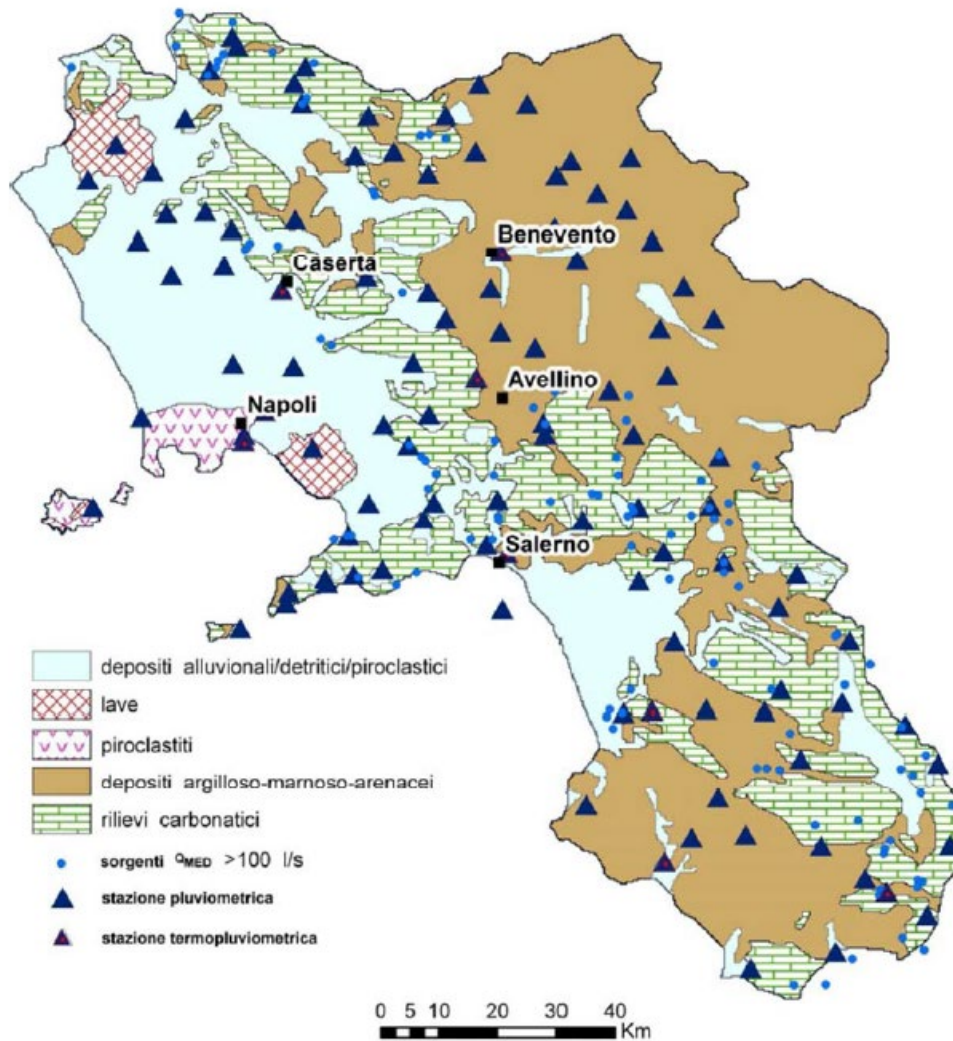 Benevento
Caserta
Avellino
Napoli
Salerno
depositi alluvionali/detritici/piroclastici
lave
piroclastiti
depositi argilloso-marnoso-arenacei
rilievi carbonatici
sorgenti QMED >100 l/s
stazione pluviometrica
stazione termopluviometrica
0 5 10 20 30 40
Km